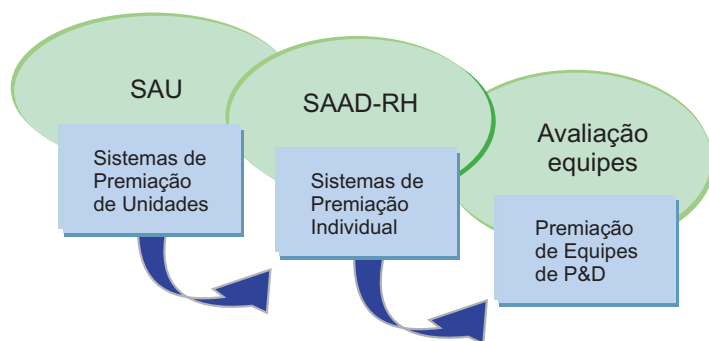 SAU
Sistemas de
Premiação
de Unidades
SAAD-RH
Sistemas de
Premiação
Individual
Avaliação
equipes
Premiação
de Equipes
de P&D